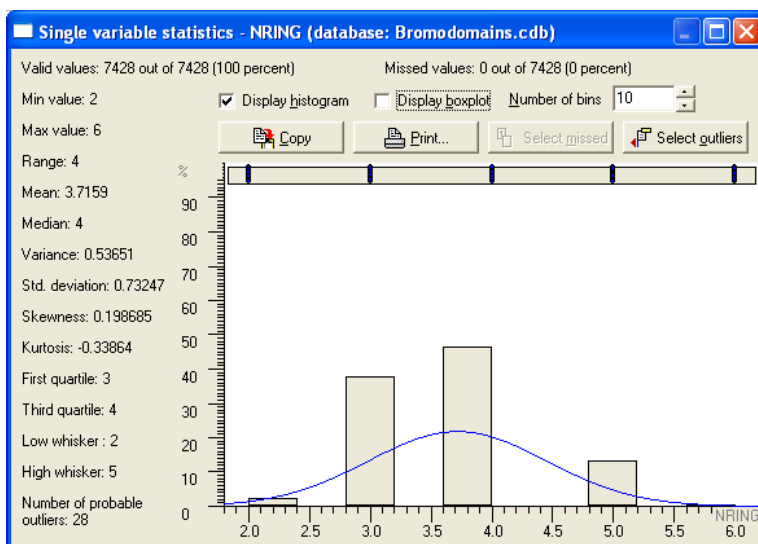 Single variable statistics - NRING (database: Bromodomains.cdb)
Valid values: 7428 out of 7428 (100 percent)
Missed values: 0 out of 7428 (0 percent)
Min value: 2
Display histogram
Display boxplot
Number of bins
10
Max value: 6
Copy
Print...
Select missed
Select outliers
Range: 4
Mean: 3.7159
Median: 4
Variance: 0.53651
Std. deviation: 0.73247
Skewness: 0.198685
Kurtosis: -0.33864
First quartile: 3
Third quartile: 4
Low whisker : 2
High whisker: 5
Number of probable
outliers: 28
%
90
80
70
60
50
40
30
20
10
0
NRING
2.0 2.5 3.0 3.5 4.0 4.5 5.0 5.5 6.0